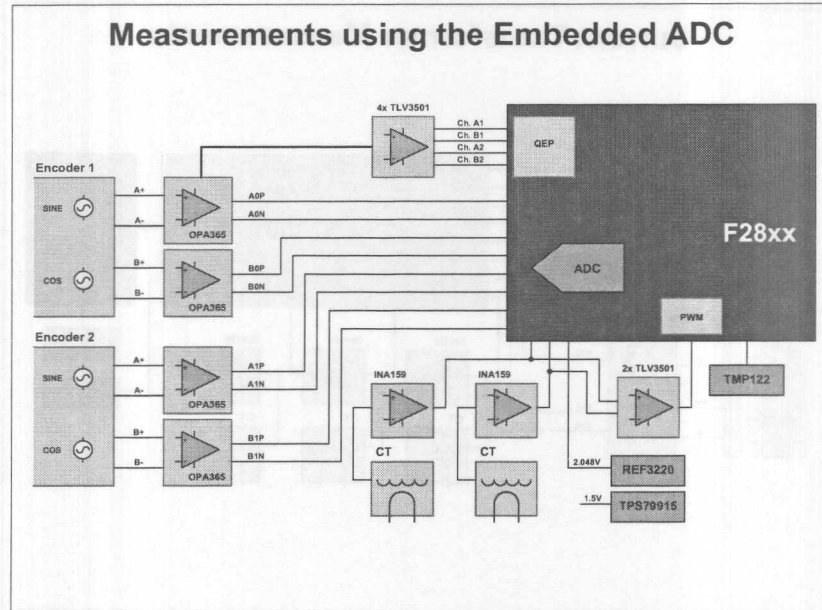 Measurements using the Embedded ADC
4x TLV3501
Ch. A1
Ch. B1
Ch. A2
Ch. B2
QEP
F28xx
ADC
PWM
Encoder 1
SINE
A+
A-
OPA365
A0P
A0N
COS
B+
B-
OPA365
B0P
B0N
Encoder 2
SINE
A+
A-
OPA365
A1P
A1N
COS
B+
B-
OPA365
B1P
B1N
INA159
INA159
2x TLV3501
TMP122
CT
CT
2.048V
REF3220
1.5V
TPS79915